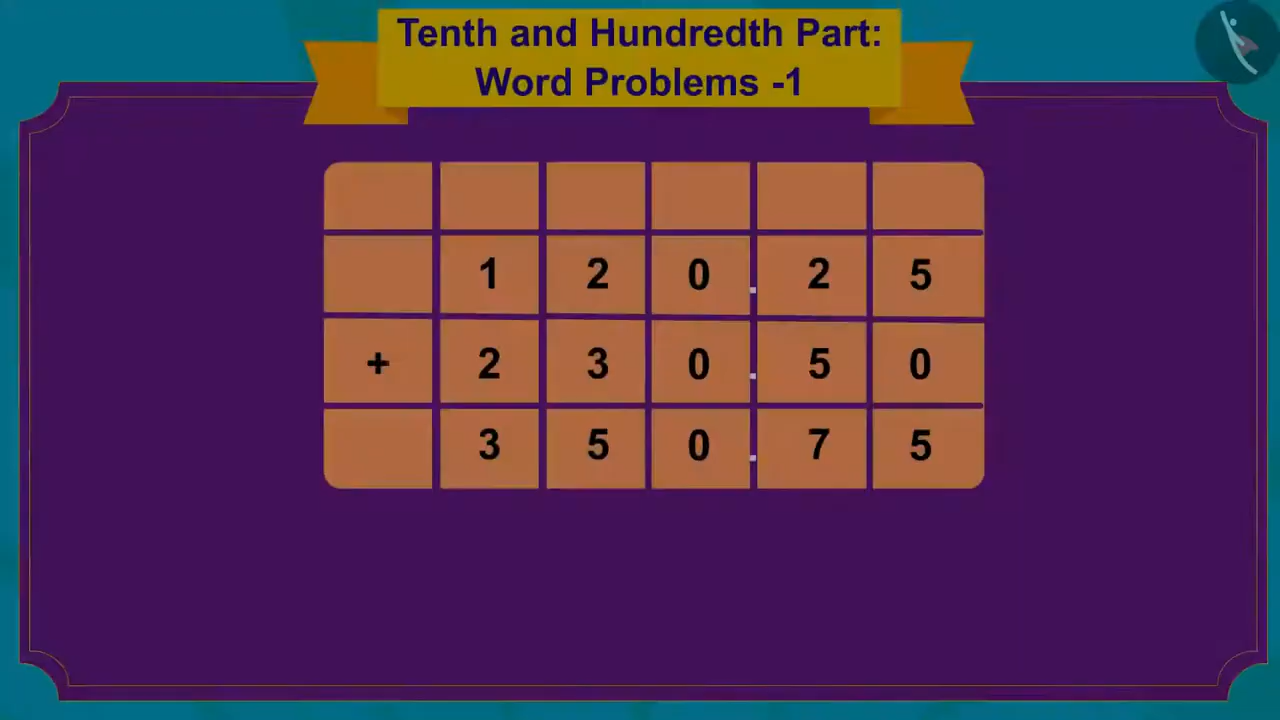 Tenth and Hundredth Part:
Word Problems -1
1 2 0 . 2 5
+ 2 3 0 . 5 0
3 5 0 . 7 5